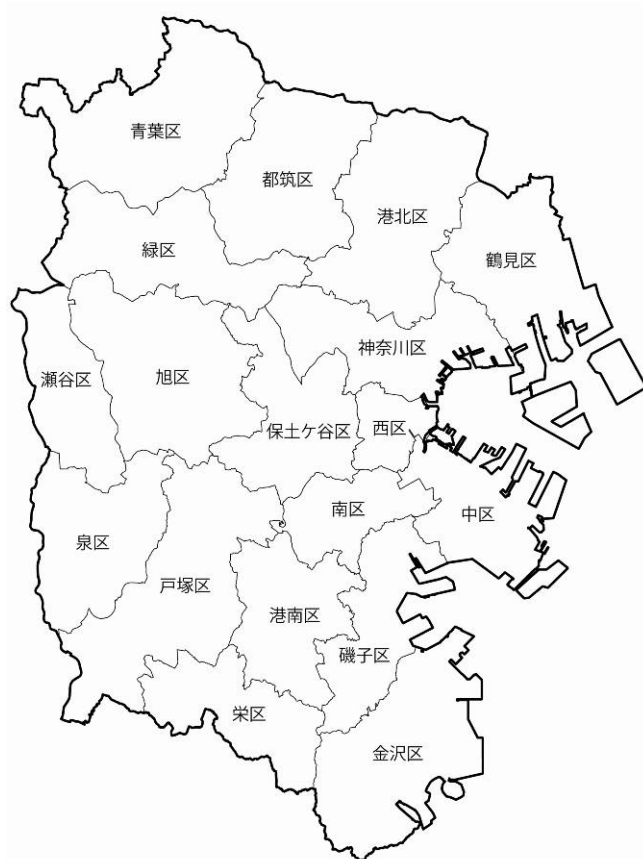 青葉区
都筑区
港北区
緑区
鶴見区
神奈川区
瀬谷区
旭区
保土ケ谷区
西区
南区
中区
泉区
戸塚区
港南区
磯子区
栄区
金沢区